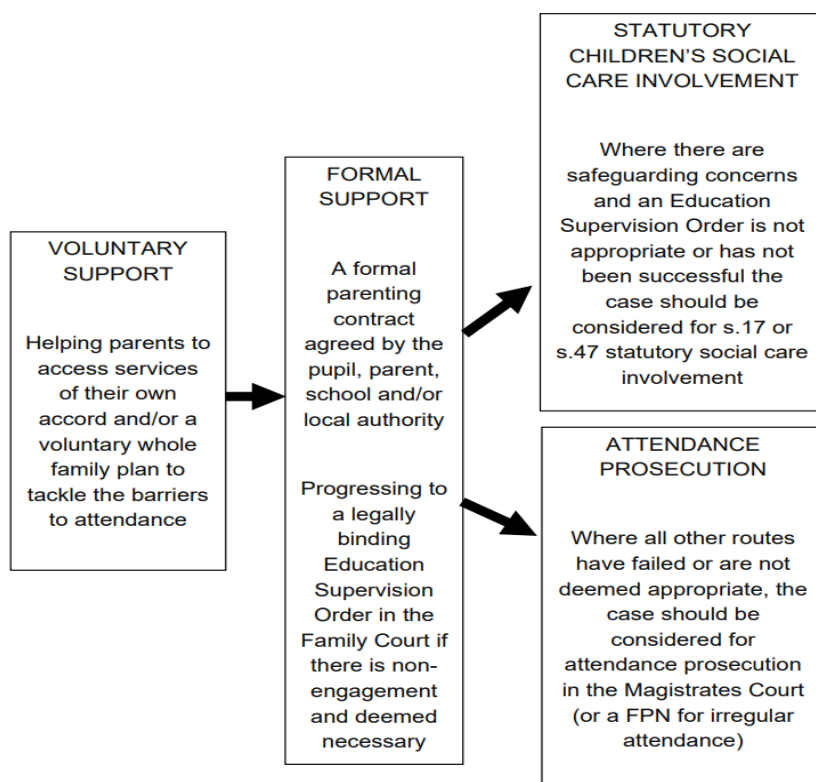 VOLUNTARY
SUPPORT
Helping parents to
access services
of their own
accord and/or a
voluntary whole
family plan to
tackle the barriers
to attendance
FORMAL
SUPPORT
A formal
parenting
contract
agreed by the
pupil, parent,
school and/or
local authority
Progressing to
a legally
binding
Education
Supervision
Order in the
Family Court if
there is non-
engagement
and deemed
necessary
STATUTORY
CHILDREN'S SOCIAL
CARE INVOLVEMENT
Where there are
safeguarding concerns
and an Education
Supervision Order is not
appropriate or has not
been successful the
case should be
considered for s.17 or
s.47 statutory social care
involvement
ATTENDANCE
PROSECUTION
Where all other routes
have failed or are not
deemed appropriate, the
case should be
considered for
attendance prosecution
in the Magistrates Court
(or a FPN for irregular
attendance)